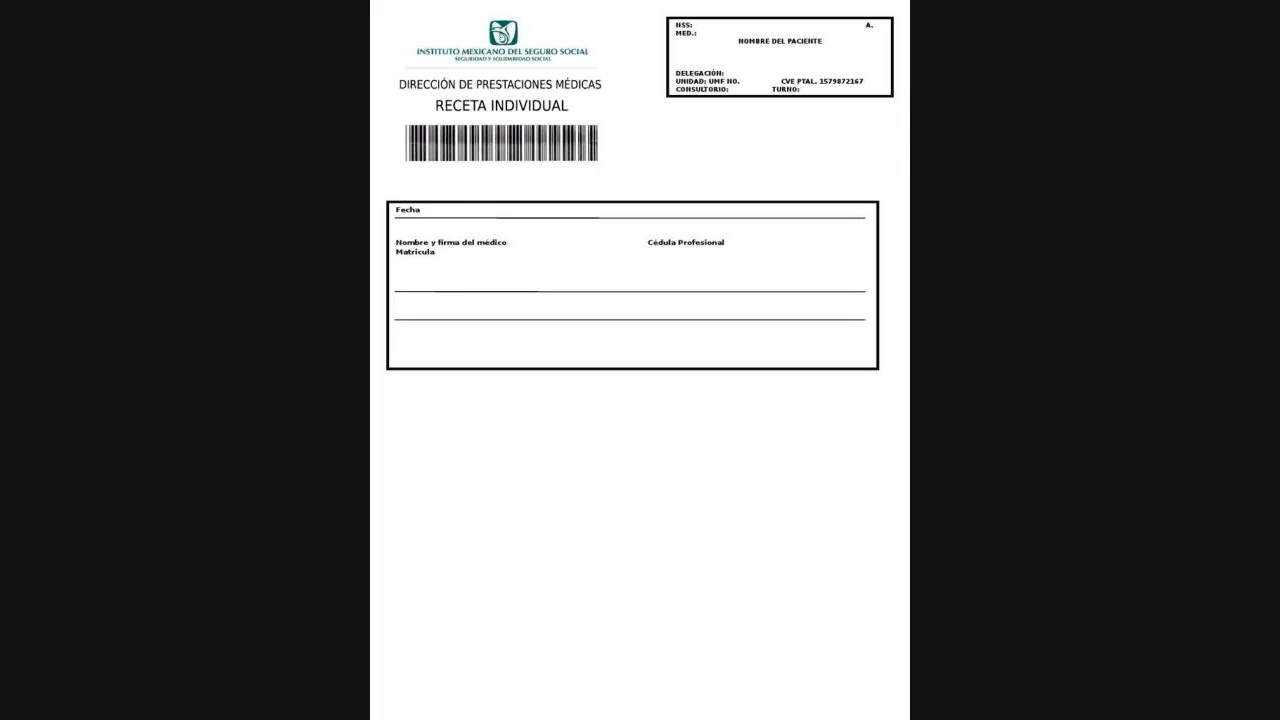 INSTITUTO MEXICANO DEL SEGURO SOCIAL
SEGURIDAD Y SOLIDARIDAD SOCIAL
DIRECCIÓN DE PRESTACIONES MÉDICAS
RECETA INDIVIDUAL
NSS: A.
MED.:
NOMBRE DEL PACIENTE
DELEGACIÓN:
UNIDAD: UMF NO. CVE PTAL. 1579872167
CONSULTORIO: TURNO:
Fecha
Nombre y firma del médico Cédula Profesional
Matricula